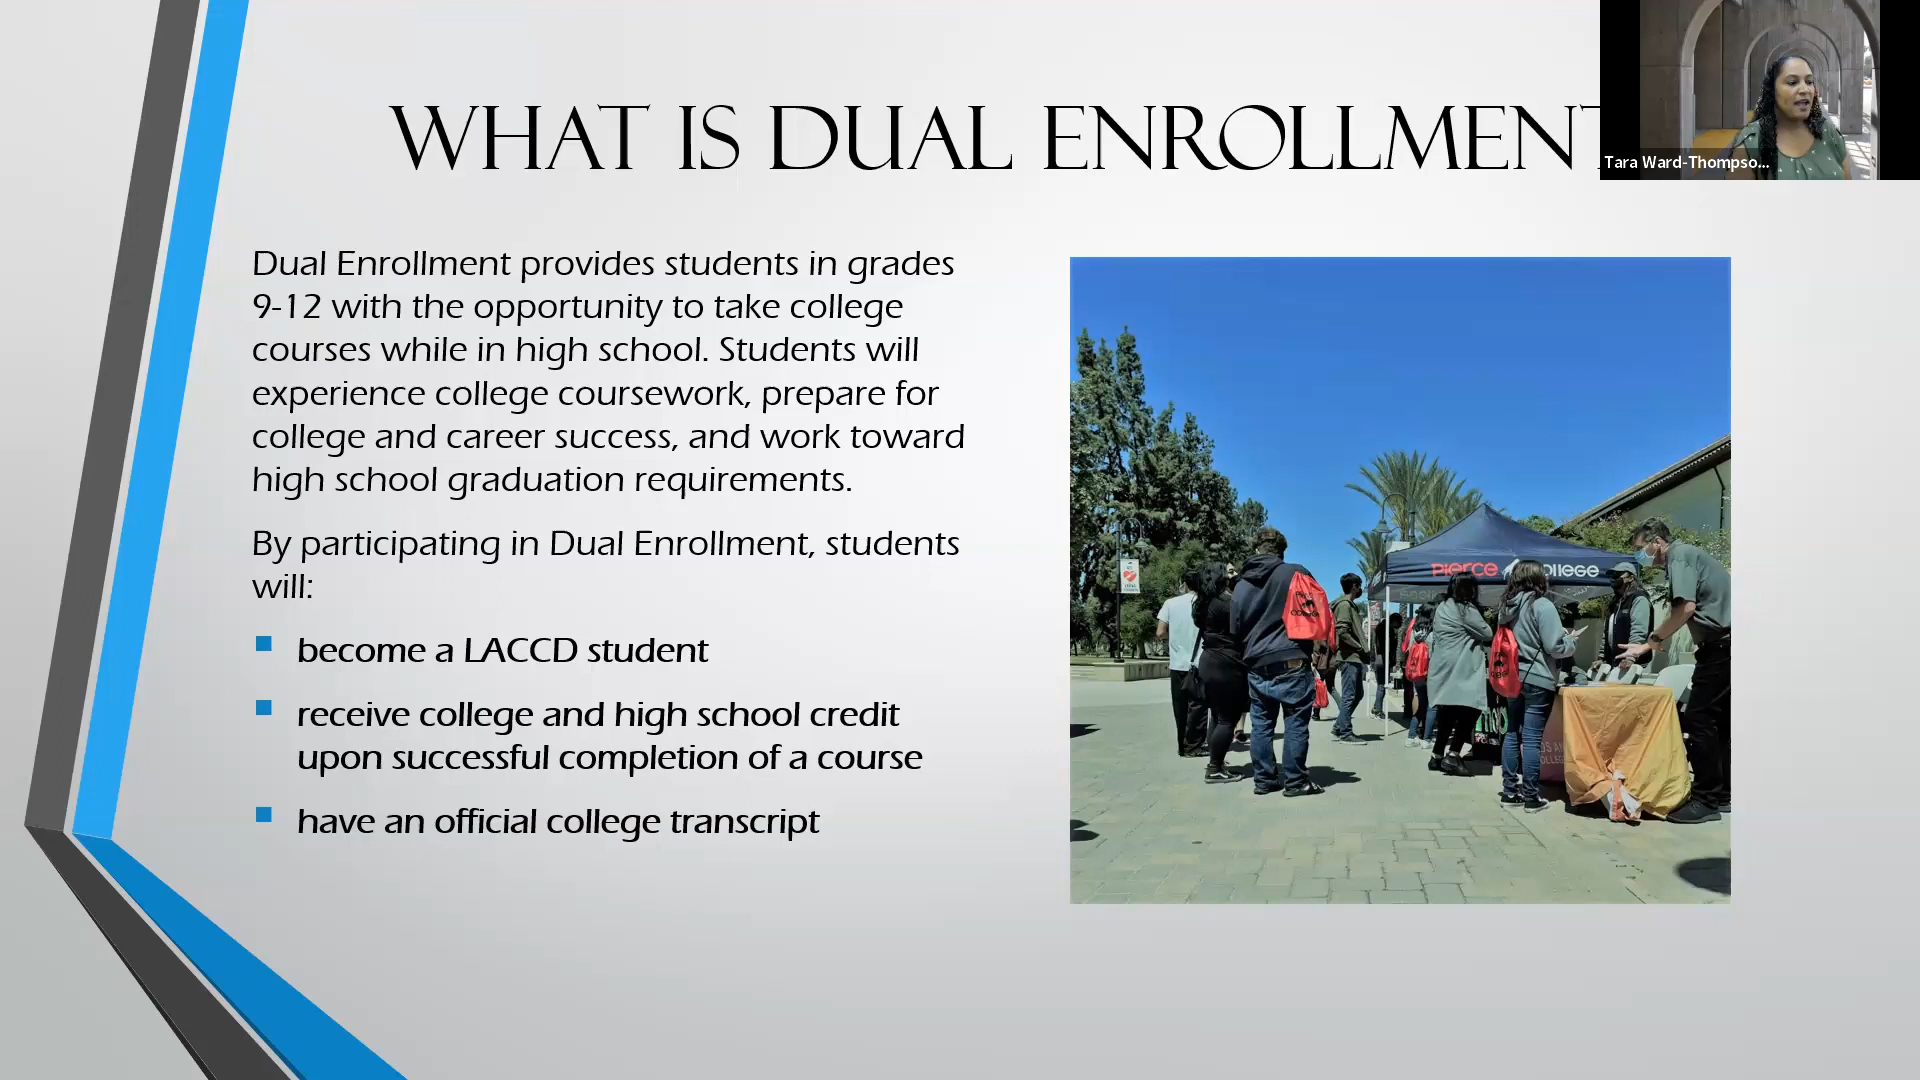 WHAT IS DUAL ENROLLMENT
Tara Ward-Thompso...
Dual Enrollment provides students in grades
9-12 with the opportunity to take college
courses while in high school. Students will
experience college coursework, prepare for
college and career success, and work toward
high school graduation requirements.
By participating in Dual Enrollment, students
will:
become a LACCD student
receive college and high school credit
upon successful completion of a course
have an official college transcript
PIERCE COLLEGE